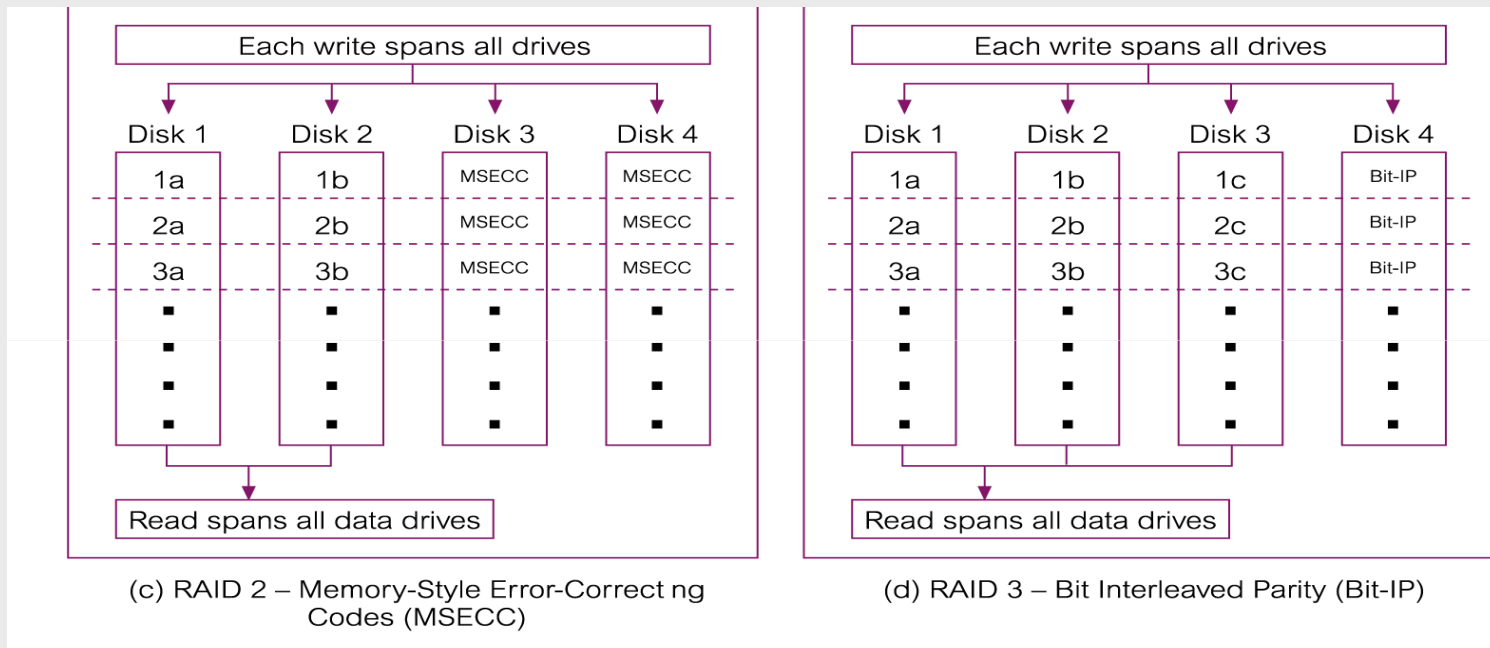 Each write spans all drives
Disk 1 Disk 2 Disk 3 Disk 4
1a 1b MSECC MSECC
2a 2b MSECC MSECC
3a 3b MSECC MSECC
Read spans all data drives
(c) RAID 2 – Memory-Style Error-Correct ng
Codes (MSECC)
Each write spans all drives
Disk 1 Disk 2 Disk 3 Disk 4
1a 1b 1c Bit-IP
2a 2b 2c Bit-IP
3a 3b 3c Bit-IP
Read spans all data drives
(d) RAID 3 – Bit Interleaved Parity (Bit-IP)